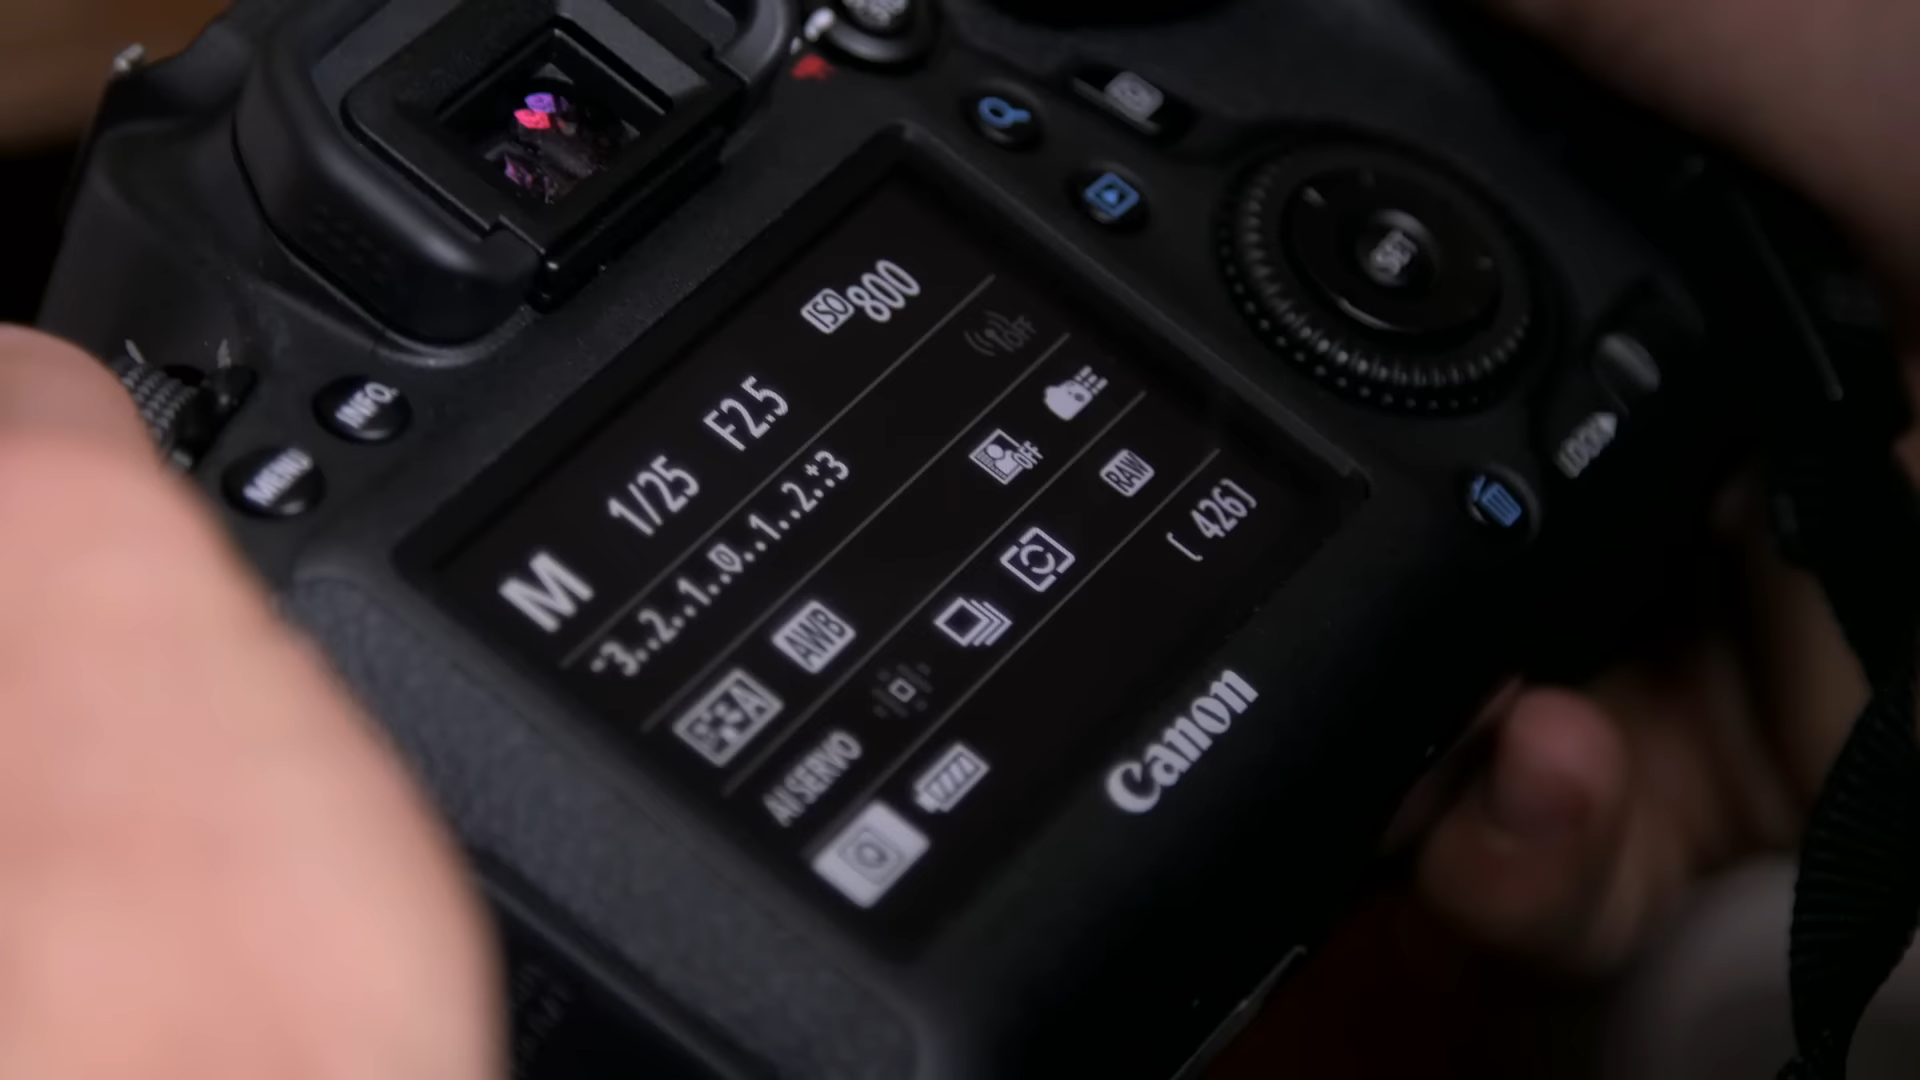 INFO.
MENU
SET
LOCK▶
M 1/25 F2.5 ISO 800
-3..2..1..0..1..2..+3
OFF
A AWB OFF
AI SERVO RAW
Q [ 426]
Canon